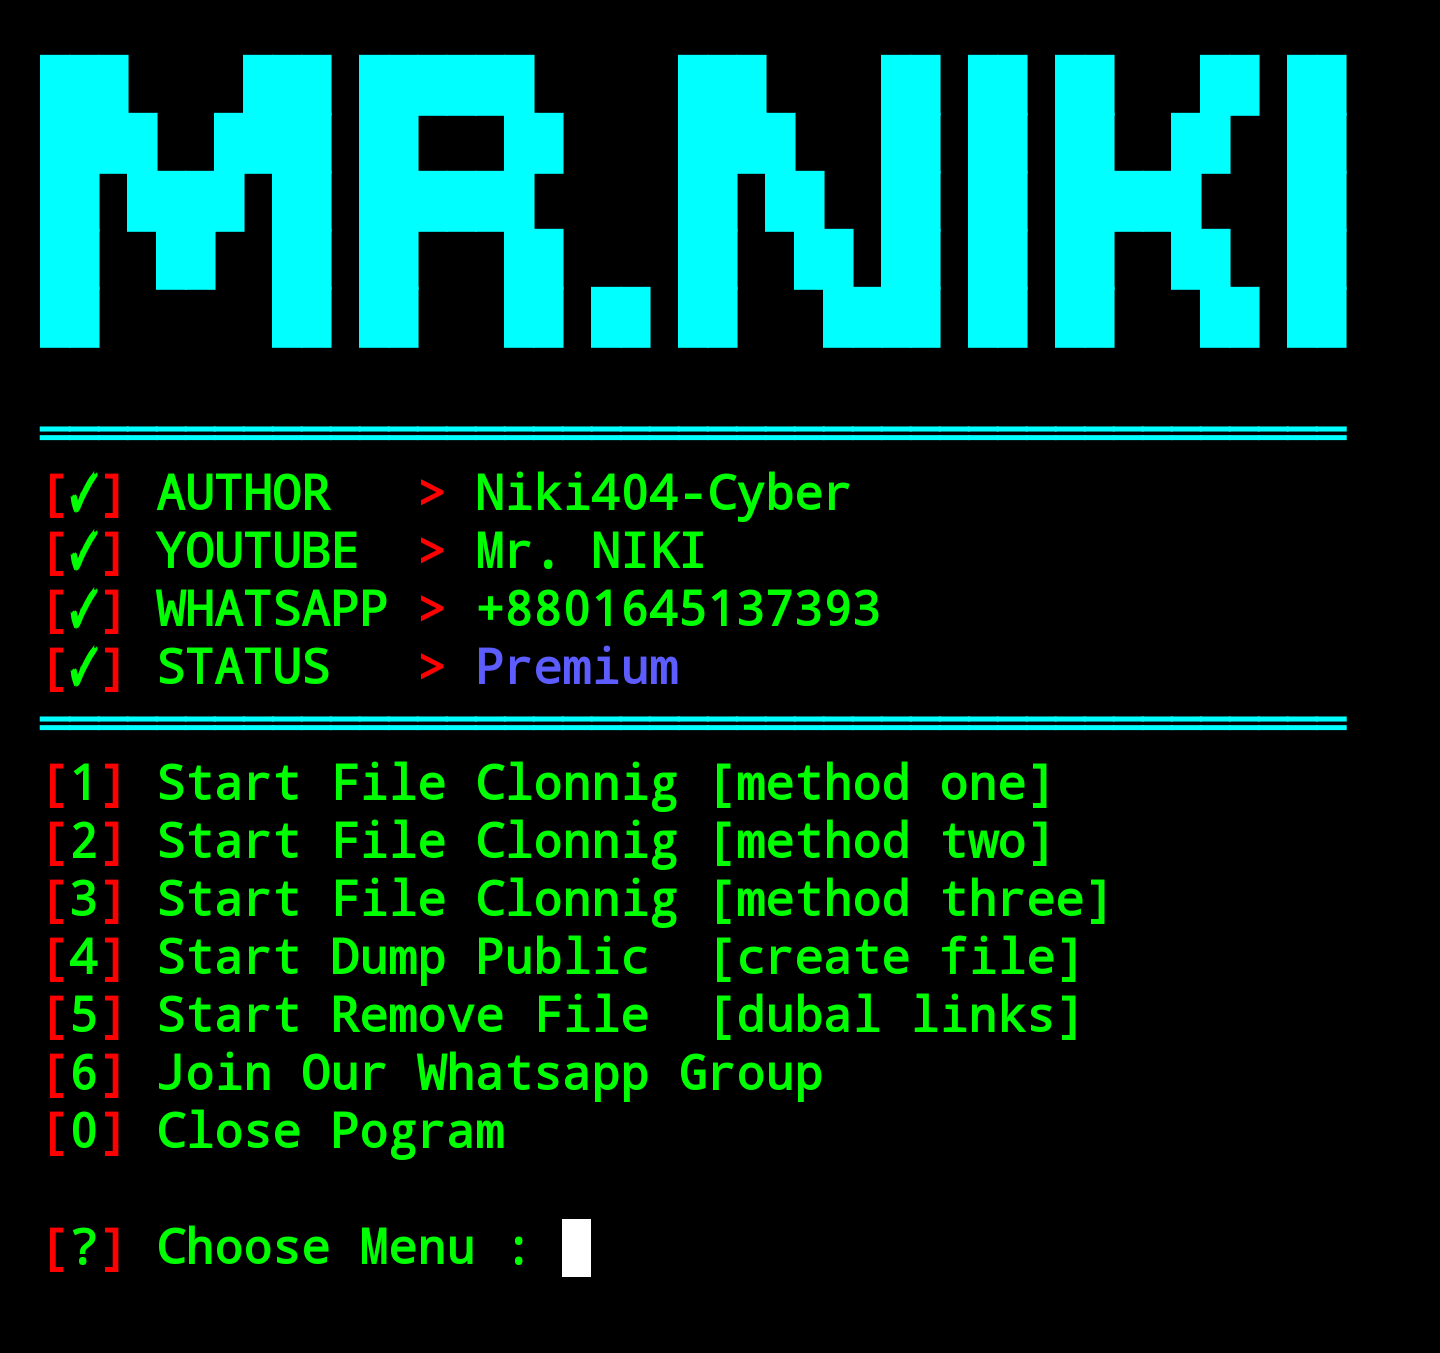 MR.NIKI
[✓] AUTHOR > Niki404-Cyber
[✓] YOUTUBE > Mr. NIKI
[✓] WHATSAPP > +8801645137393
[✓] STATUS > Premium
[1] Start File Clonnig [method one]
[2] Start File Clonnig [method two]
[3] Start File Clonnig [method three]
[4] Start Dump Public [create file]
[5] Start Remove File [dubal links]
[6] Join Our Whatsapp Group
[0] Close Pogram
[?] Choose Menu :